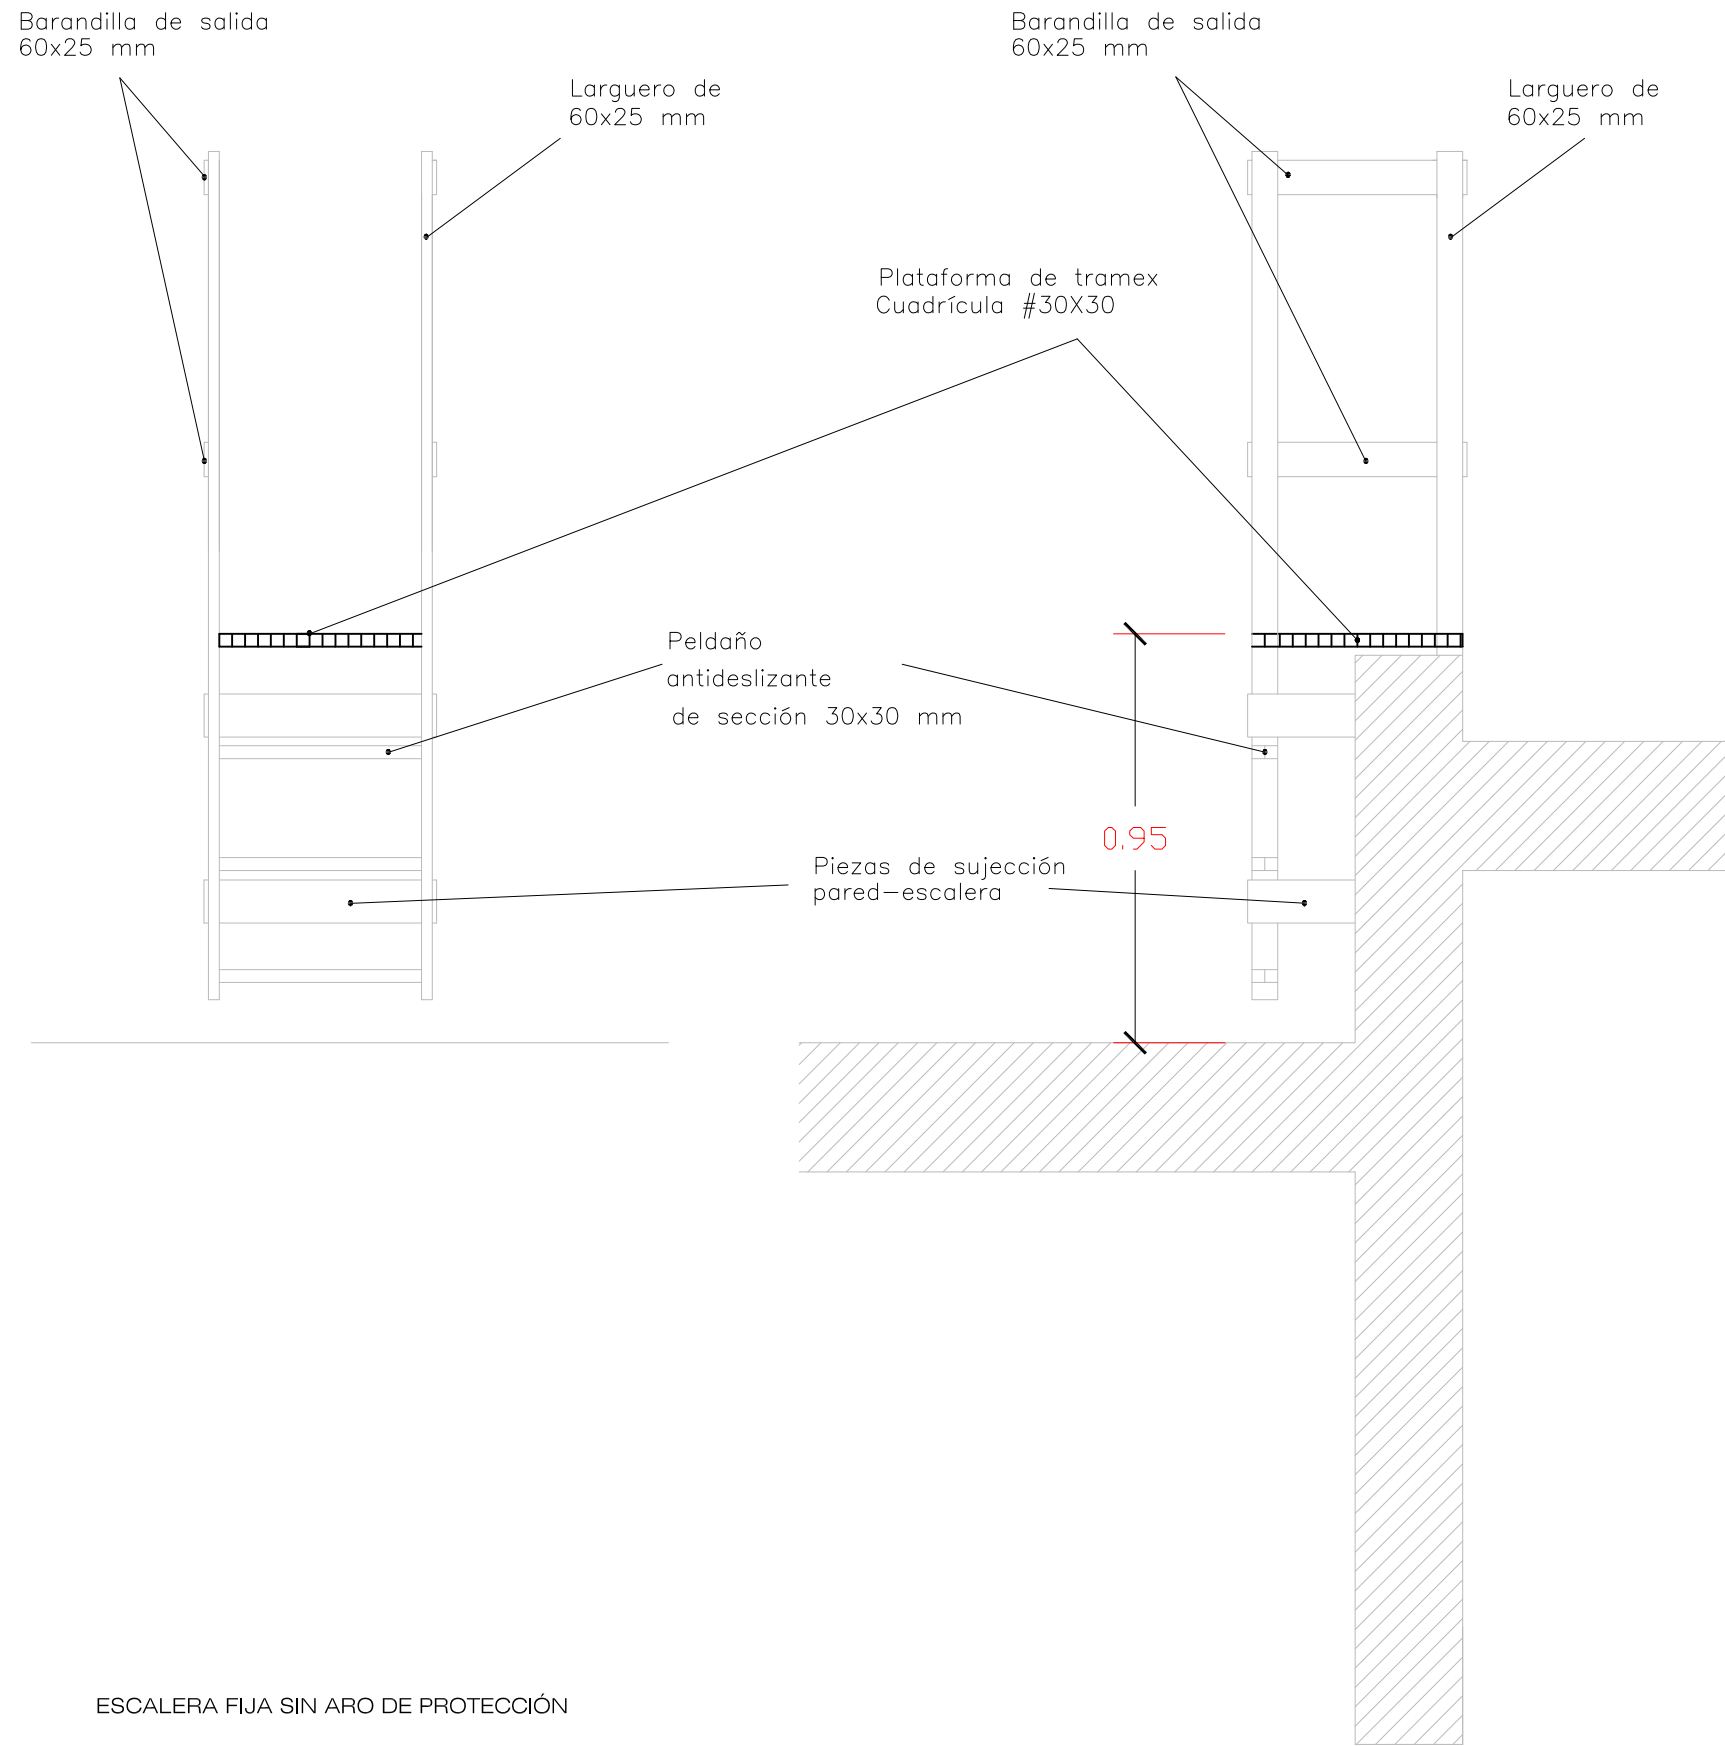 Barandilla de salida
60x25 mm
Barandilla de salida
60x25 mm
Larguero de
60x25 mm
Larguero de
60x25 mm
Plataforma de tramex
Cuadrícula #30X30
Peldaño
antideslizante
de sección 30x30 mm
0.95
Piezas de sujección
pared-escalera
ESCALERA FIJA SIN ARO DE PROTECCIÓN